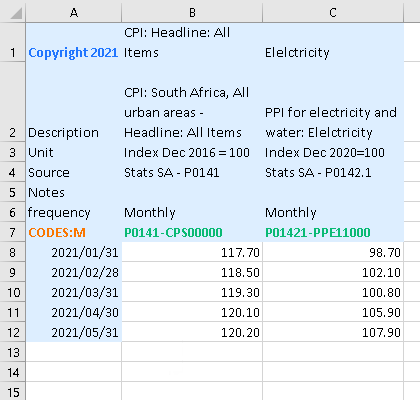 A B C
1 Copyright 2021 CPI: Headline: All Items Elelctricity
2 Description CPI: South Africa, All urban areas - Headline: All Items PPI for electricity and water: Elelctricity
3 Unit Index Dec 2016 = 100 Index Dec 2020=100
4 Source Stats SA - P0141 Stats SA - P0142.1
5 Notes
6 frequency Monthly Monthly
7 CODES:M P0141-CPS00000 P01421-PPE11000
8 2021/01/31 117.70 98.70
9 2021/02/28 118.50 102.10
10 2021/03/31 119.30 100.80
11 2021/04/30 120.10 105.90
12 2021/05/31 120.20 107.90
13
14
15